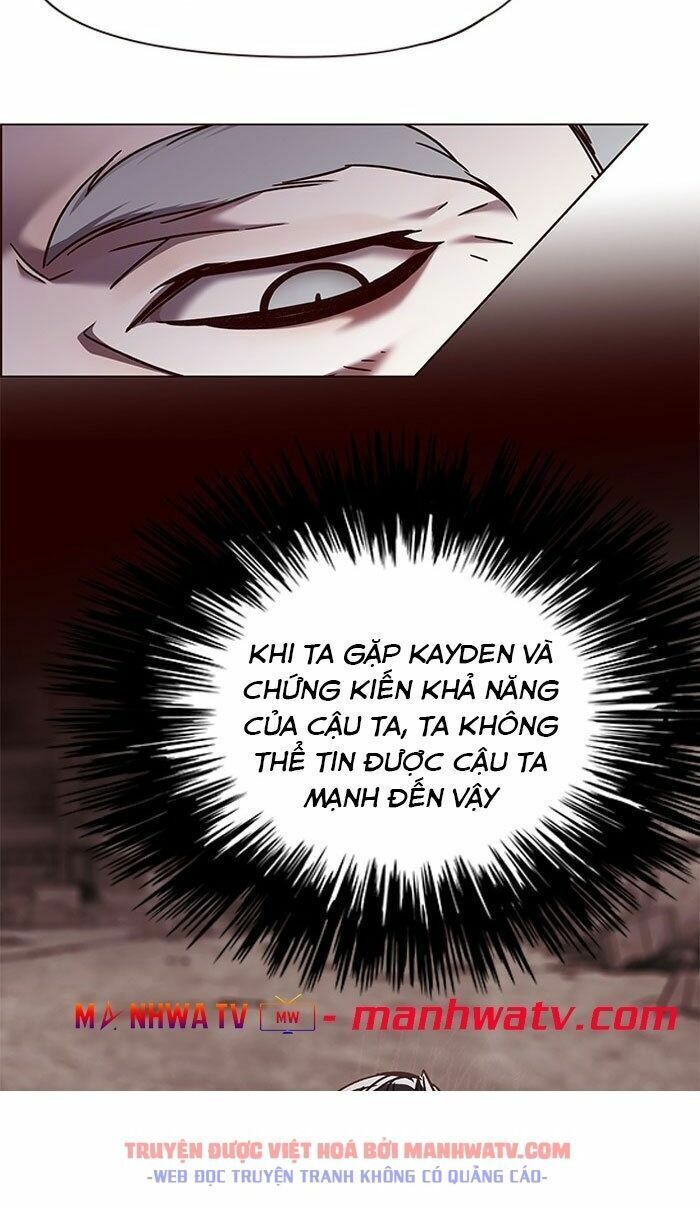 KHI TA GẶP KAYDEN VÀ
CHỨNG KIẾN KHẢ NĂNG
CỦA CẬU TA, TA KHÔNG
THỂ TIN ĐƯỢC CẬU TA
MẠNH ĐẾN VẬY
MANHWA TV MW - manhwatv.com
TRUYỆN ĐƯỢC VIỆT HOÁ BỞI MANHWATV.COM
-WEB ĐỌC TRUYỆN TRANH KHÔNG CÓ QUẢNG CÁO-